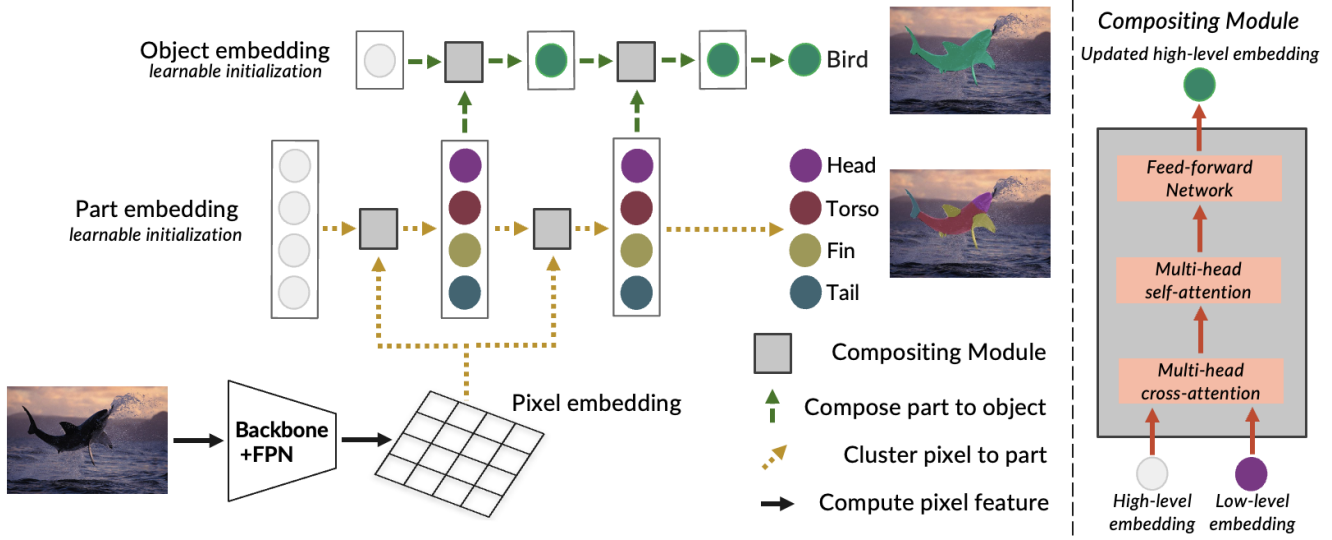 Object embedding
learnable initialization
Bird
Part embedding
learnable initialization
Head
Torso
Fin
Tail
Backbone
+FPN
Pixel embedding
Compositing Module
Compose part to object
Cluster pixel to part
Compute pixel feature
Compositing Module
Updated high-level embedding
Feed-forward
Network
Multi-head
self-attention
Multi-head
cross-attention
High-level
embedding
Low-level
embedding